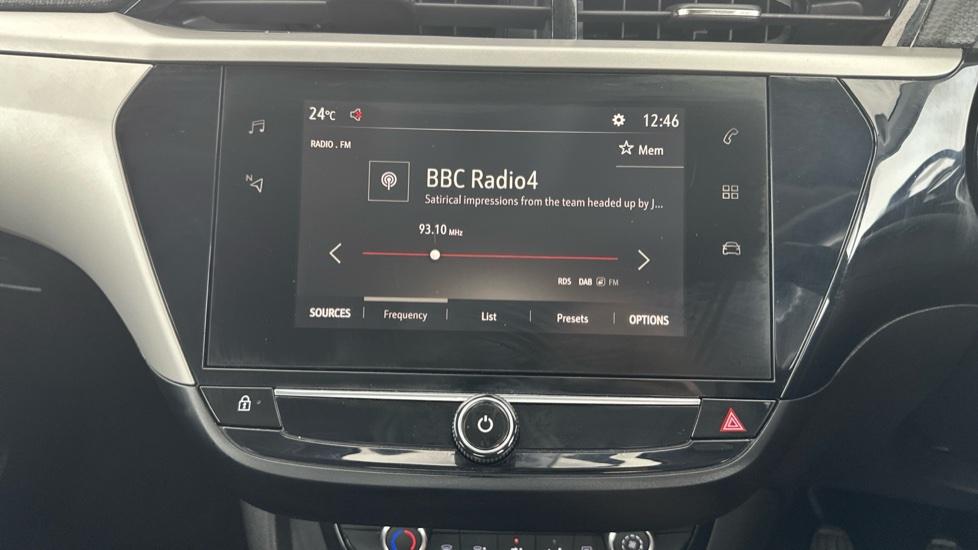 24°C 12:46
RADIO . FM
Mem
BBC Radio4
Satirical impressions from the team headed up by J...
93.10 MHz
N
RDS DAB FM
SOURCES Frequency List Presets OPTIONS